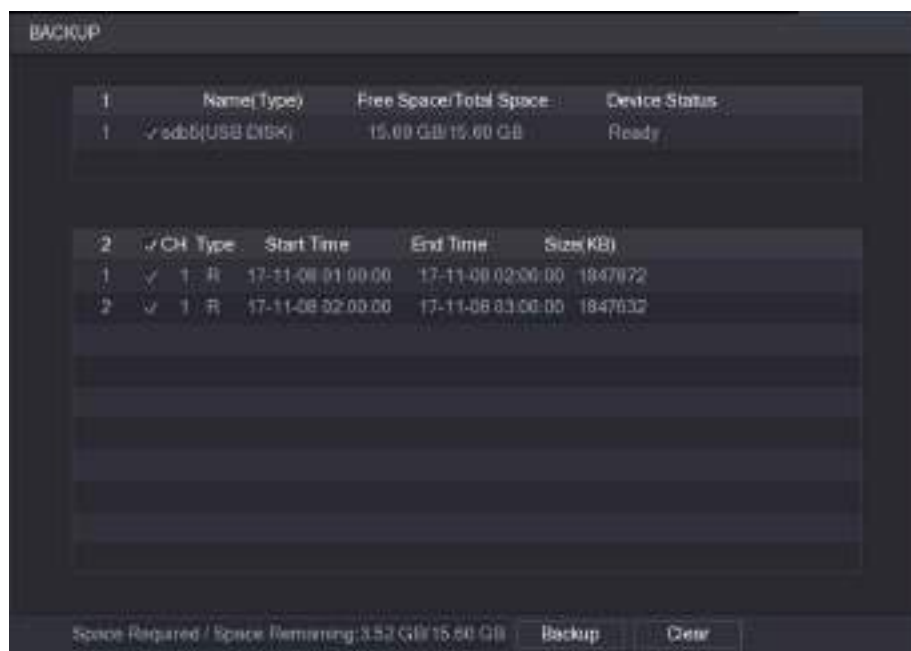 BACKUP
1 Name(Type) Free Space/Total Space Device Status
1 ✓ sdb5(USB DISK) 15.60 GB/15.60 GB Ready
2 ✓ CH Type Start Time End Time Size(KB)
1 ✓ 1 R 17-11-08 01:00:00 17-11-08 02:00:00 1847872
2 ✓ 1 R 17-11-08 02:00:00 17-11-08 03:00:00 1847632
Space Required / Space Remaining:3.52 GB/15.60 GB Backup Clear